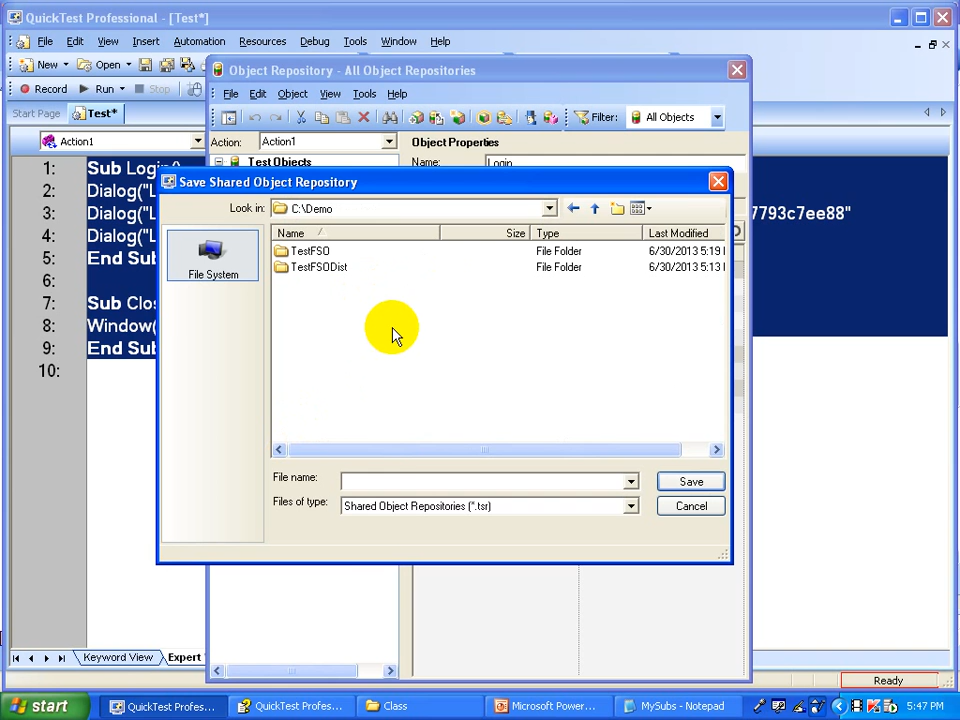 QuickTest Professional - [Test*]
File Edit View Insert Automation Resources Debug Tools Window Help
New Open
Record Run Stop
Start Page Test*
Action1
1: Sub Login()
2: Dialog("L
3: Dialog("L 7793c7ee88"
4: Dialog("L
5: End Sub
6:
7: Sub Clos
8: Window(
9: End Sub
10:
Object Repository - All Object Repositories
File Edit Object View Tools Help
Filter: All Objects
Action: Action1
Object Properties
Test Objects
Name: Login
Save Shared Object Repository
Look in: C:\Demo
File System
Name Size Type Last Modified
TestFSO File Folder 6/30/2013 5:19
TestFSODist File Folder 6/30/2013 5:13
File name: Save
Files of type: Shared Object Repositories (*.tsr) Cancel
Keyword View Expert
Ready
start QuickTest Profes... QuickTest Profes... Class Microsoft Power... MySubs - Notepad 5:47 PM